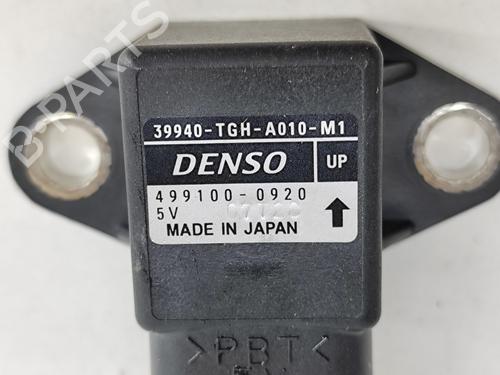 B-PARTS
39940-TGH-A010-M1
DENSO UP
499100-0920
5V
MADE IN JAPAN
>PBT<